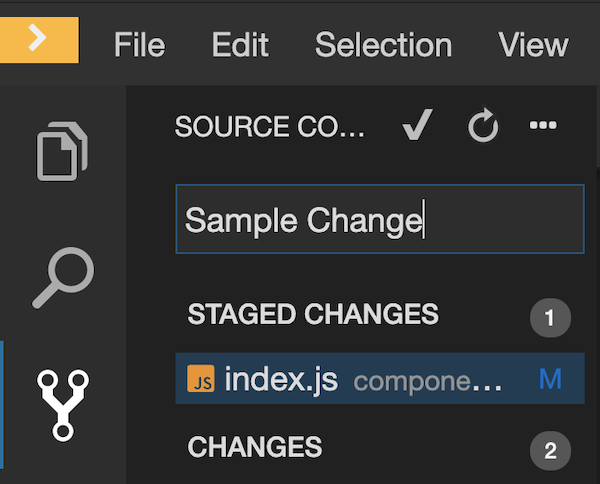 File Edit Selection View
SOURCE CO...
Sample Change
STAGED CHANGES 1
JS index.js compone... M
CHANGES 2